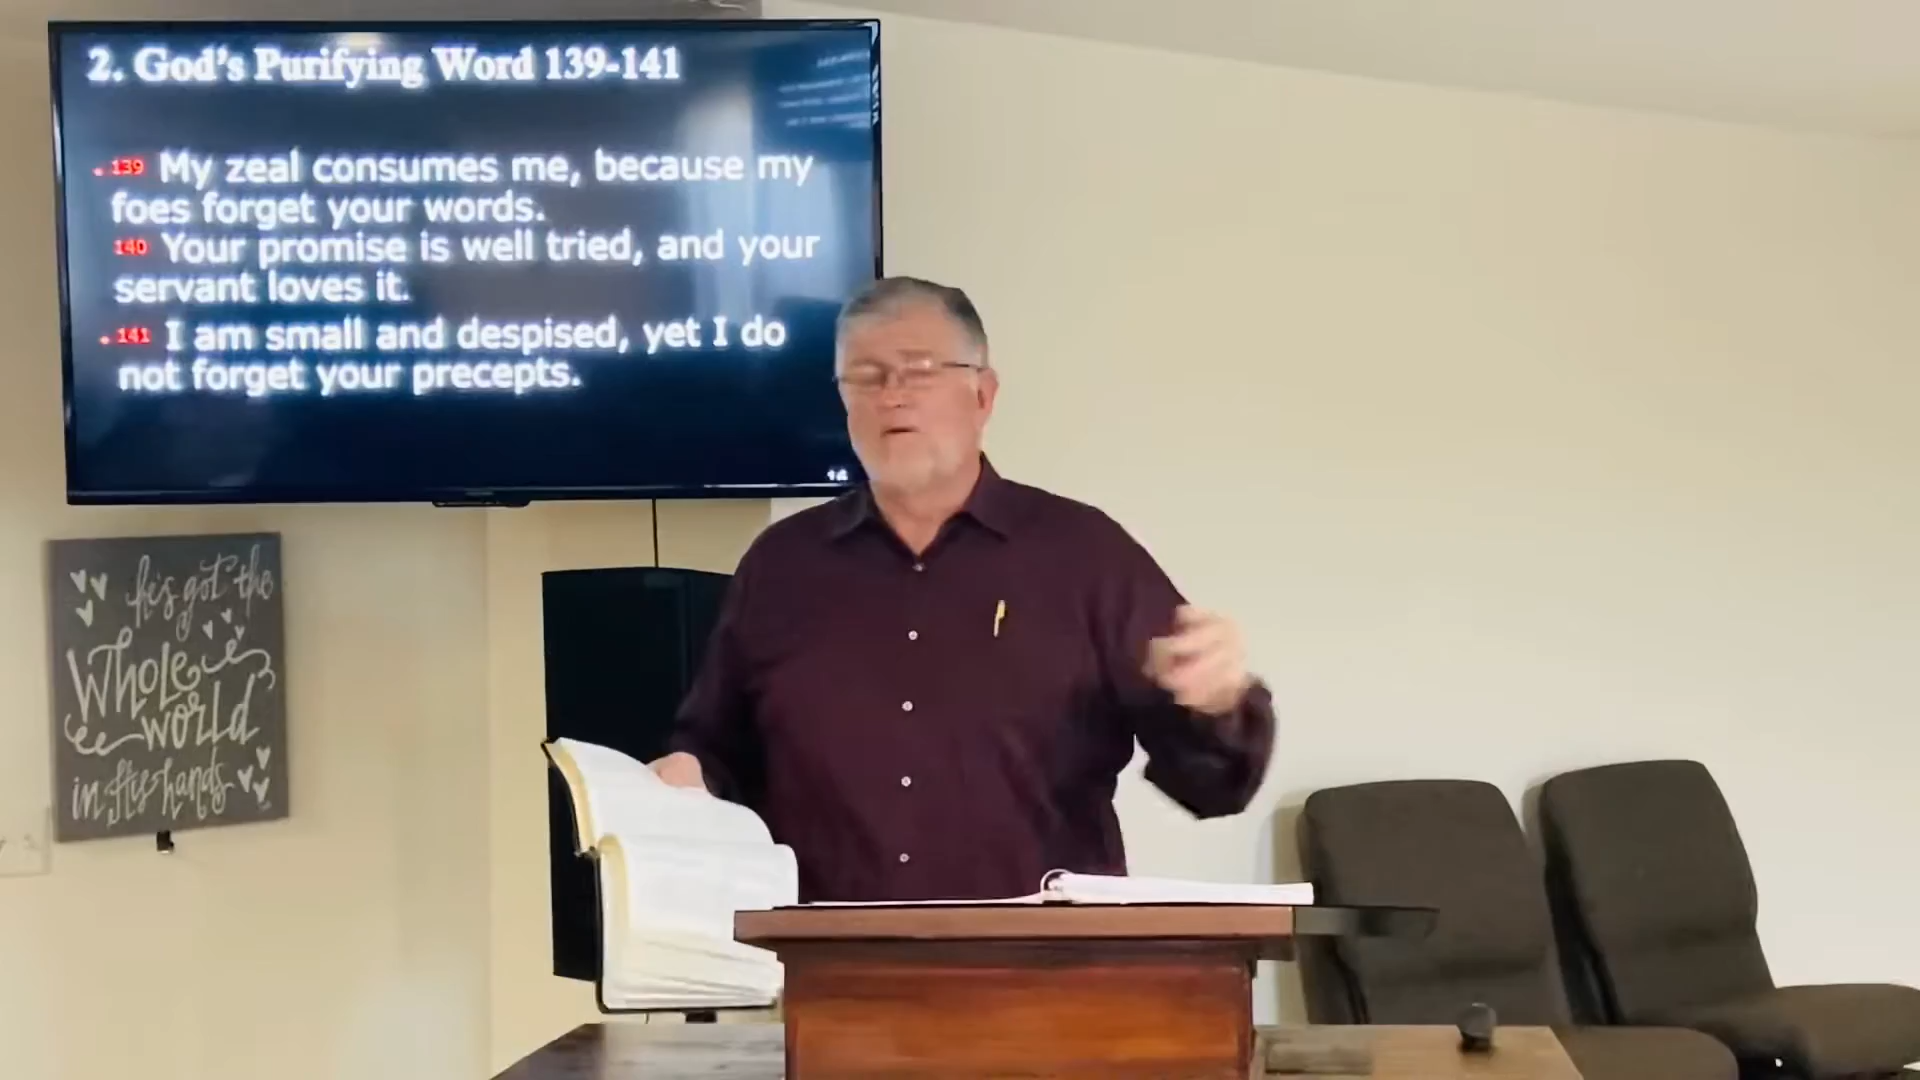 2. God's Purifying Word 139-141
139 My zeal consumes me, because my
foes forget your words.
140 Your promise is well tried, and your
servant loves it.
141 I am small and despised, yet I do
not forget your precepts.
he's got the
Whole
world
in His hands